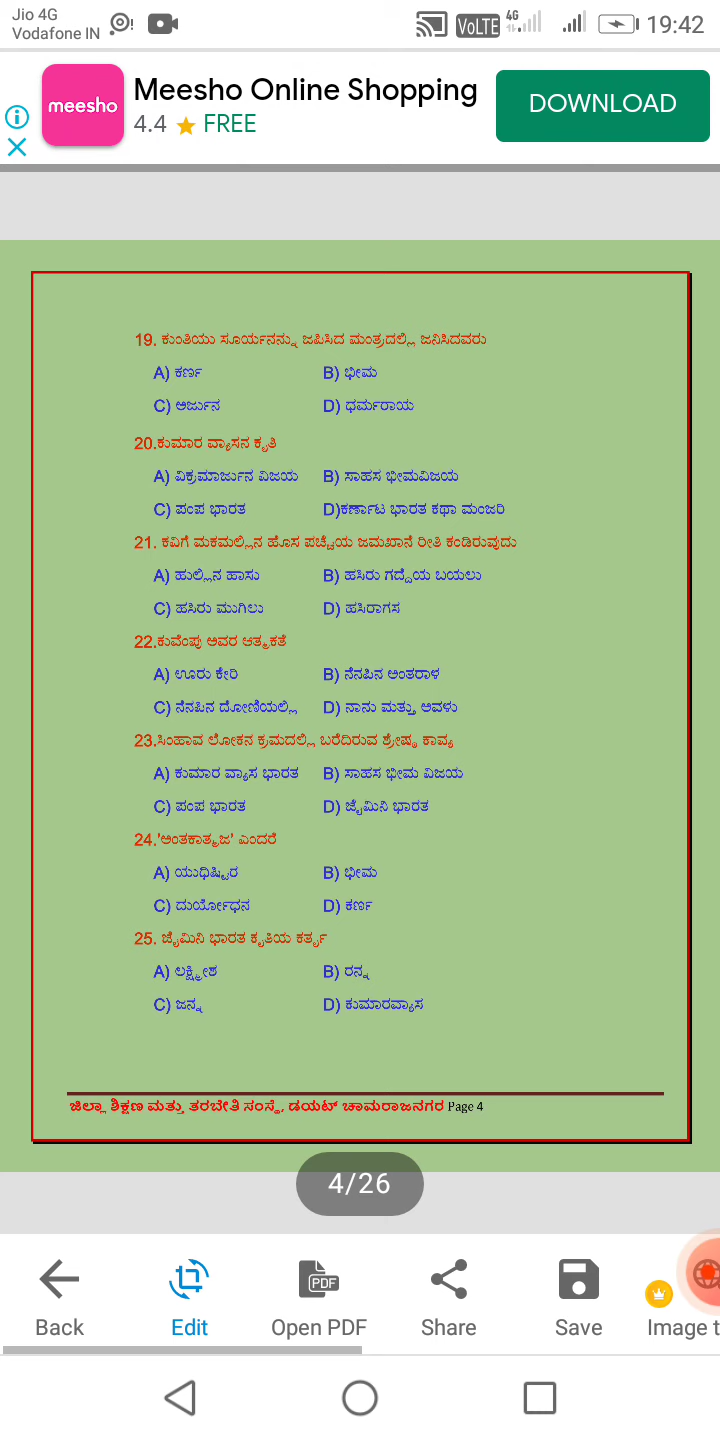 Jio 4G
Vodafone IN
VoLTE 4G 19:42
Meesho Online Shopping
meesho
4.4 ★ FREE
DOWNLOAD
19. ಕುಂತಿಯು ಸೂರ್ಯನನ್ನು ಜಪಿಸಿದ ಮಂತ್ರದಲ್ಲಿ ಜನಿಸಿದವರು
A) ಕರ್ಣ B) ಭೀಮ
C) ಅರ್ಜುನ D) ಧರ್ಮರಾಯ
20.ಕುಮಾರ ವ್ಯಾಸನ ಕೃತಿ
A) ವಿಕ್ರಮಾರ್ಜುನ ವಿಜಯ B) ಸಾಹಸ ಭೀಮವಿಜಯ
C) ಪಂಪ ಭಾರತ D)ಕರ್ಣಾಟ ಭಾರತ ಕಥಾ ಮಂಜರಿ
21. ಕವಿಗೆ ಮಕಮಲ್ಲಿನ ಹೊಸ ಪಚ್ಚೆಯ ಜಮಖಾನೆ ರೀತಿ ಕಂಡಿರುವುದು
A) ಹುಲ್ಲಿನ ಹಾಸು B) ಹಸಿರು ಗದ್ದೆಯ ಬಯಲು
C) ಹಸಿರು ಮುಗಿಲು D) ಹಸಿರಾಗಸ
22.ಕುವೆಂಪು ಅವರ ಆತ್ಮಕತೆ
A) ಊರು ಕೇರಿ B) ನೆನಪಿನ ಅಂತರಾಳ
C) ನೆನಪಿನ ದೋಣಿಯಲ್ಲಿ D) ನಾನು ಮತ್ತು ಅವಳು
23.ಸಿಂಹಾವ ಲೋಕನ ಕ್ರಮದಲ್ಲಿ ಬರೆದಿರುವ ಶ್ರೇಷ್ಠ ಕಾವ್ಯ
A) ಕುಮಾರ ವ್ಯಾಸ ಭಾರತ B) ಸಾಹಸ ಭೀಮ ವಿಜಯ
C) ಪಂಪ ಭಾರತ D) ಜೈಮಿನಿ ಭಾರತ
24.'ಅಂತಕಾತ್ಮಜ' ಎಂದರೆ
A) ಯುಧಿಷ್ಟಿರ B) ಭೀಮ
C) ದುರ್ಯೋಧನ D) ಕರ್ಣ
25. ಜೈಮಿನಿ ಭಾರತ ಕೃತಿಯ ಕರ್ತೃ
A) ಲಕ್ಷ್ಮೀಶ B) ರನ್ನ
C) ಜನ್ನ D) ಕುಮಾರವ್ಯಾಸ
ಜಿಲ್ಲಾ ಶಿಕ್ಷಣ ಮತ್ತು ತರಬೇತಿ ಸಂಸ್ಥೆ, ಡಯಟ್ ಚಾಮರಾಜನಗರ Page 4
4/26
PDF
Back Edit Open PDF Share Save Image t